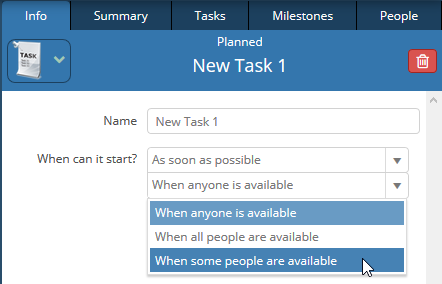 Info Summary Tasks Milestones People
TASK
Planned
New Task 1
Name New Task 1
When can it start? As soon as possible
When anyone is available
When anyone is available
When all people are available
When some people are available